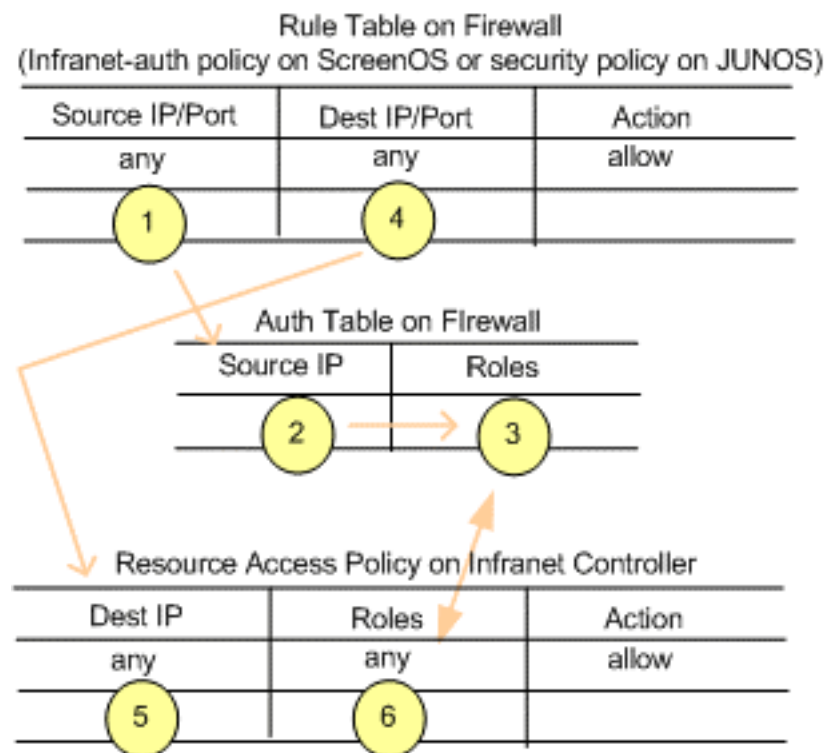 Rule Table on Firewall
(Infranet-auth policy on ScreenOS or security policy on JUNOS)
Source IP/Port Dest IP/Port Action
any any allow
1 4
Auth Table on FIrewall
Source IP Roles
2 3
Resource Access Policy on Infranet Controller
Dest IP Roles Action
any any allow
5 6